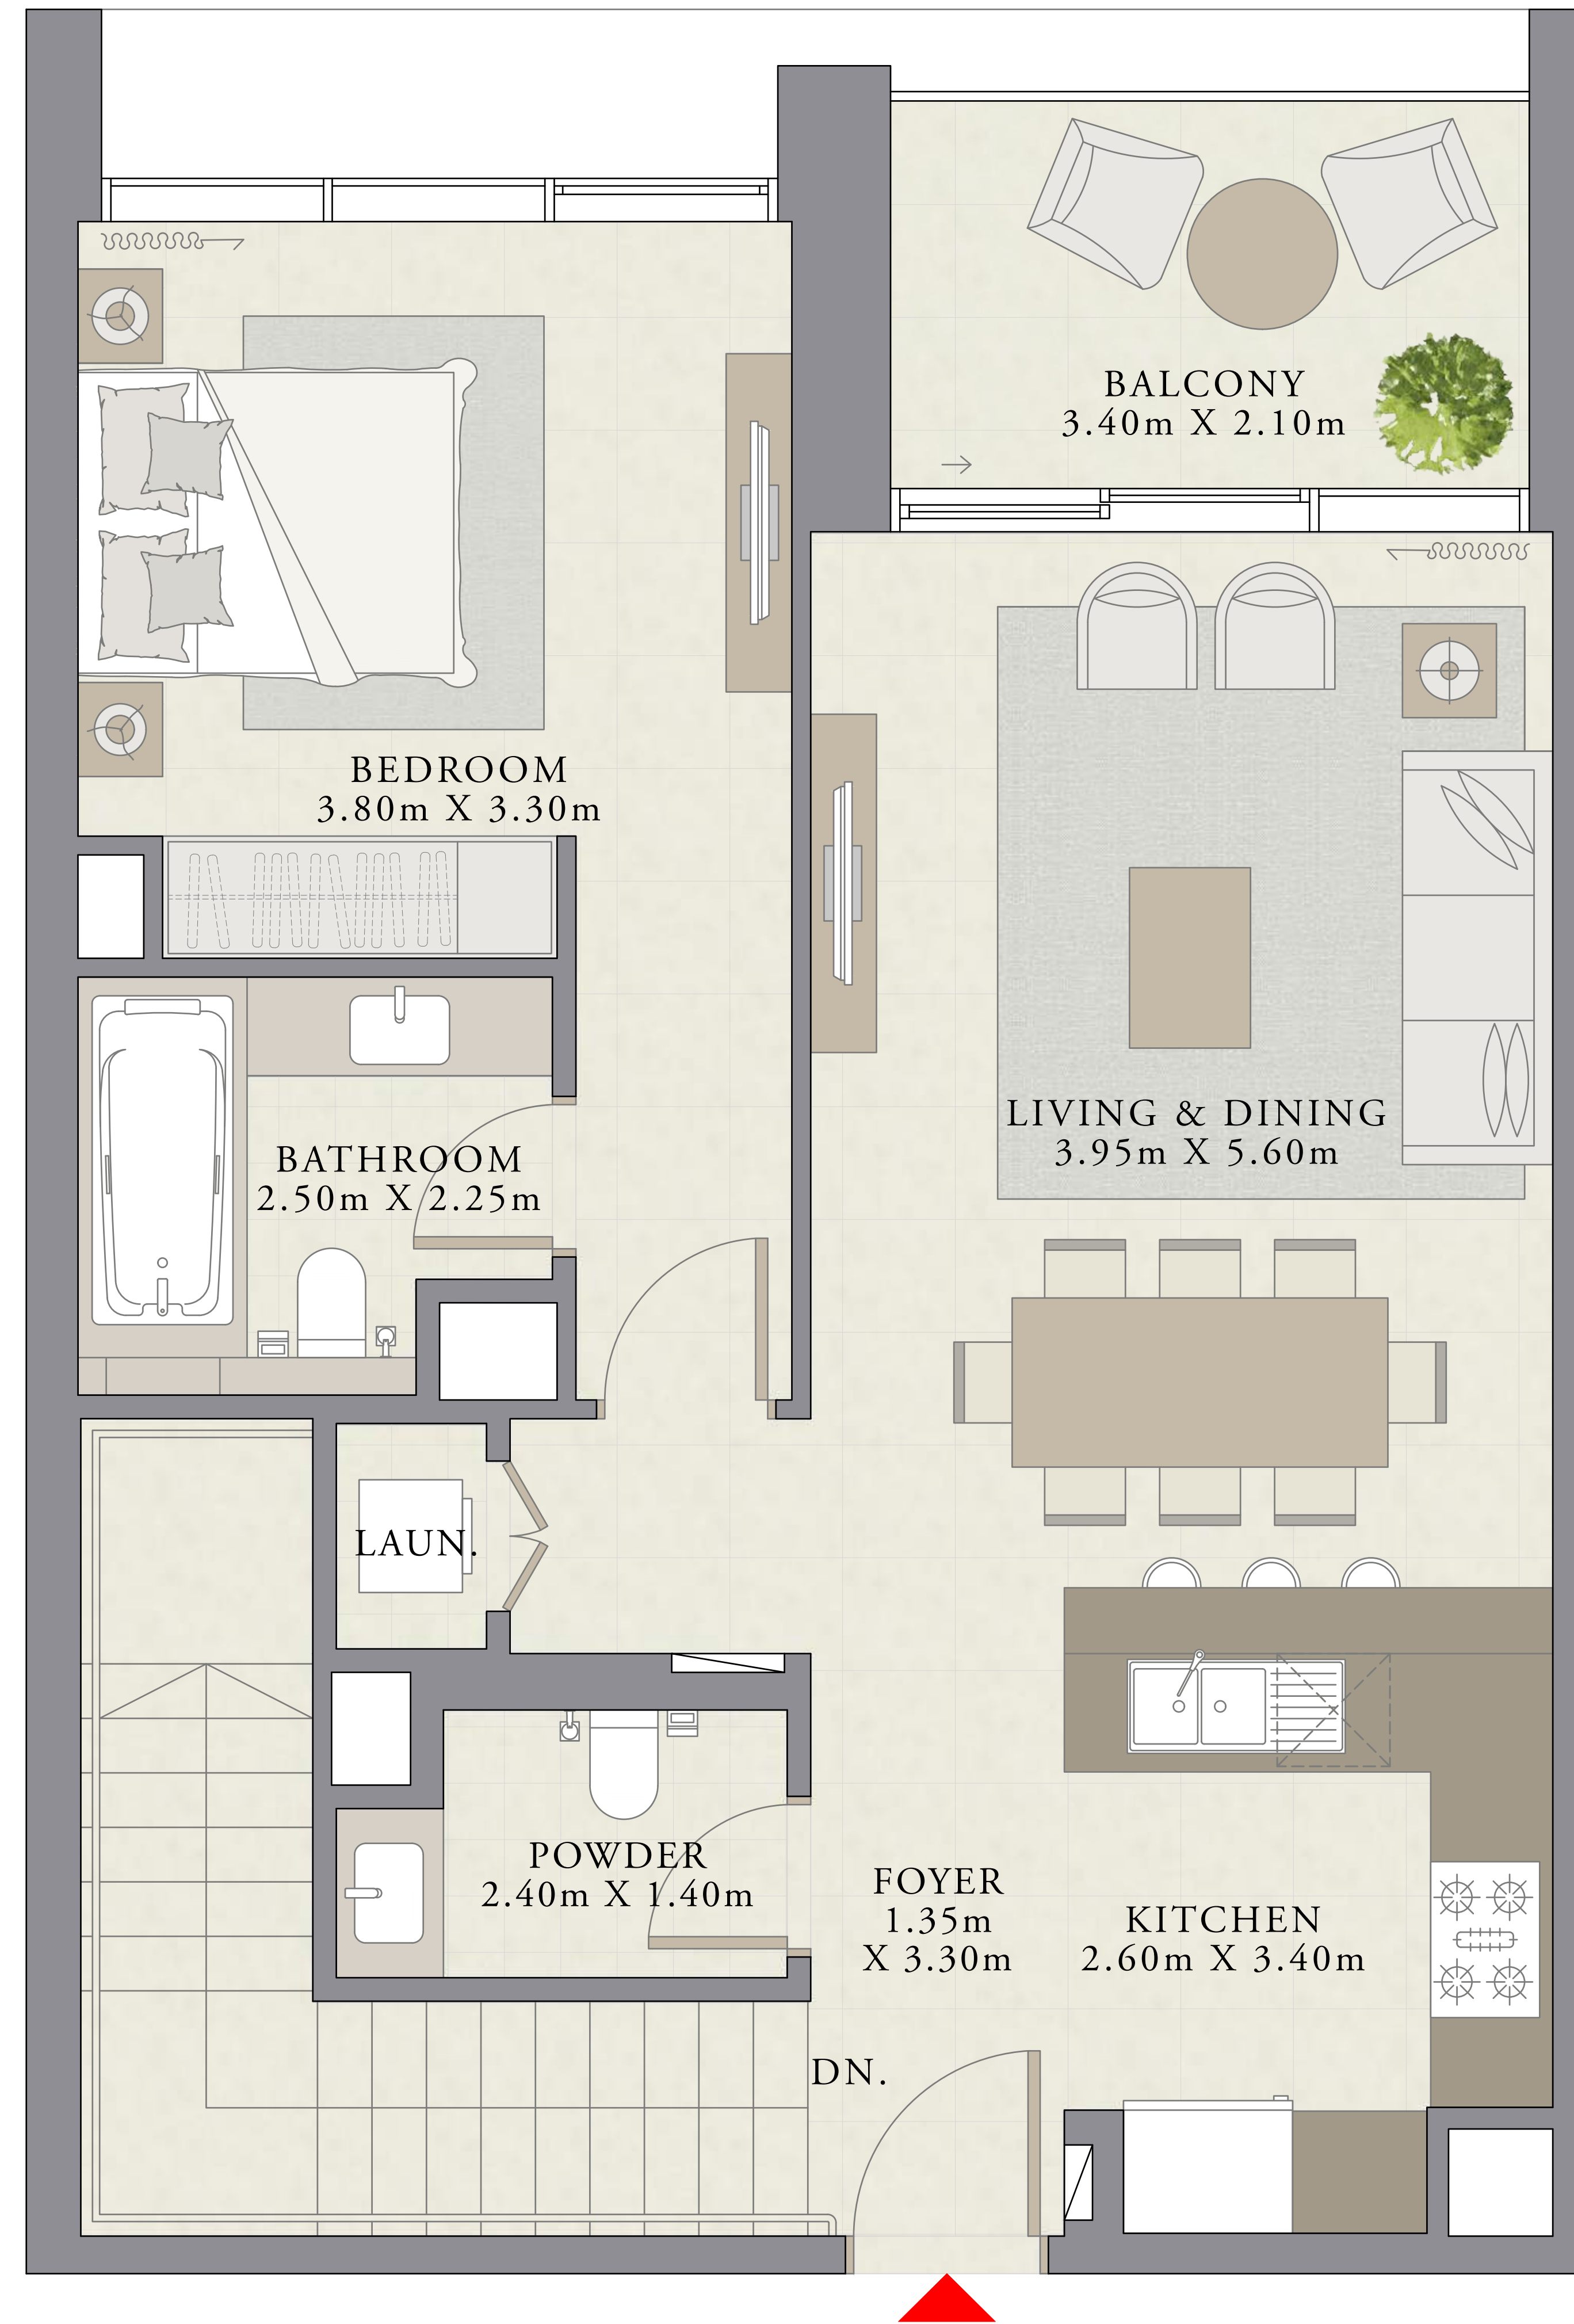 BALCONY
3.40m X 2.10m
BEDROOM
3.80m X 3.30m
LIVING & DINING
3.95m X 5.60m
BATHROOM
2.50m X 2.25m
LAUN.
POWDER
2.40m X 1.40m
FOYER
1.35m
X 3.30m
KITCHEN
2.60m X 3.40m
DN.